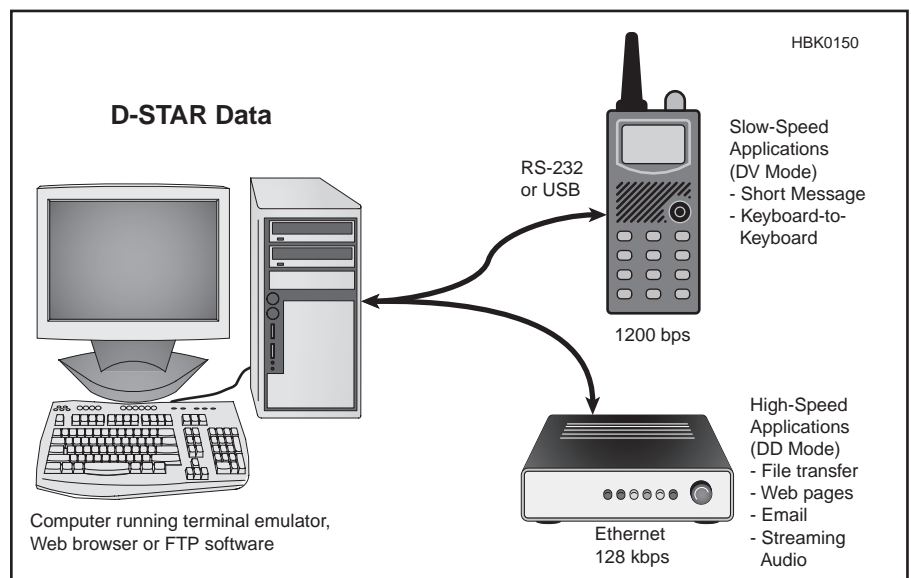 HBK0150
D-STAR Data
RS-232
or USB
Slow-Speed
Applications
(DV Mode)
- Short Message
- Keyboard-to-
Keyboard
1200 bps
High-Speed
Applications
(DD Mode)
- File transfer
- Web pages
- Email
- Streaming
Audio
Ethernet
128 kbps
Computer running terminal emulator,
Web browser or FTP software